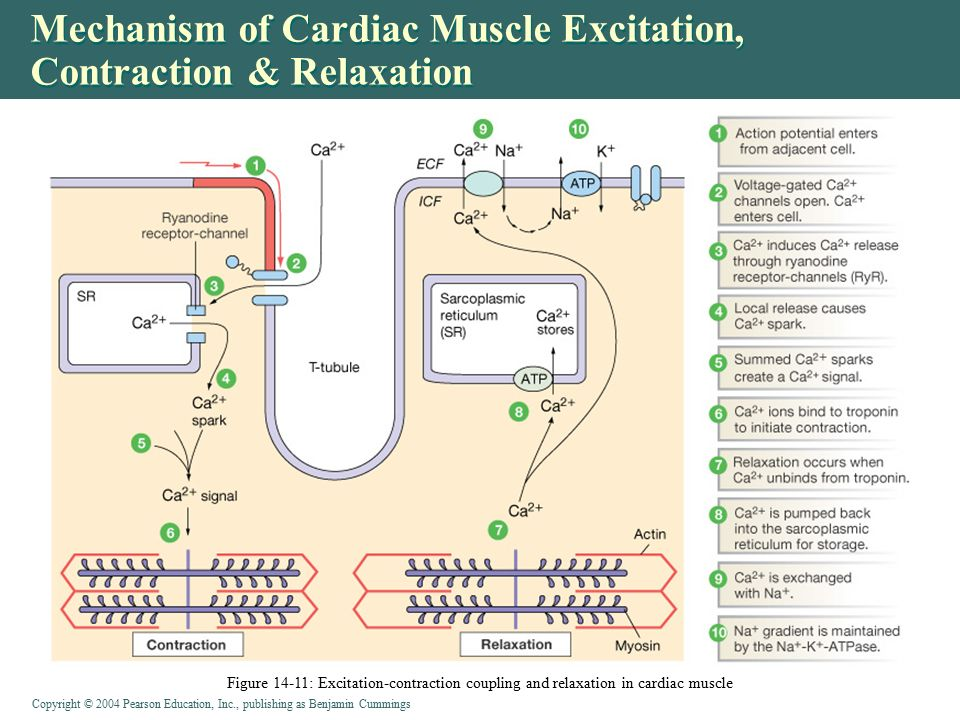 Mechanism of Cardiac Muscle Excitation,
Contraction & Relaxation
1
Ca2+
ECF
ICF
9
Ca2+
Na+
10
K+
ATP
Ca2+
Na+
Ryanodine
receptor-channel
2
3
SR
Ca2+
T-tubule
Sarcoplasmic
reticulum
(SR)
Ca2+
stores
ATP
4
Ca2+
spark
8
Ca2+
5
Ca2+ signal
6
Ca2+
7
Actin
Contraction
Relaxation
Myosin
1 Action potential enters
from adjacent cell.
2 Voltage-gated Ca2+
channels open. Ca2+
enters cell.
3 Ca2+ induces Ca2+ release
through ryanodine
receptor-channels (RyR).
4 Local release causes
Ca2+ spark.
5 Summed Ca2+ sparks
create a Ca2+ signal.
6 Ca2+ ions bind to troponin
to initiate contraction.
7 Relaxation occurs when
Ca2+ unbinds from troponin.
8 Ca2+ is pumped back
into the sarcoplasmic
reticulum for storage.
9 Ca2+ is exchanged
with Na+.
10 Na+ gradient is maintained
by the Na+-K+-ATPase.
Figure 14-11: Excitation-contraction coupling and relaxation in cardiac muscle
Copyright © 2004 Pearson Education, Inc., publishing as Benjamin Cummings